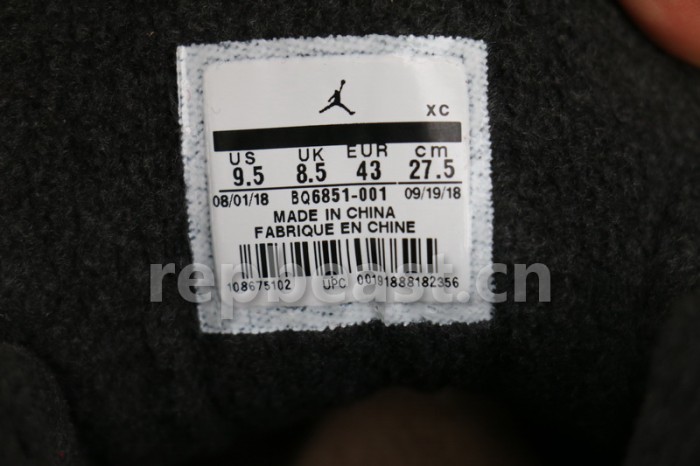 XC
US UK EUR cm
9.5 8.5 43 27.5
08/01/18 BQ6851-001 09/19/18
MADE IN CHINA
FABRIQUE EN CHINE
repbeast.cn
108675102 UPC 00191888182356